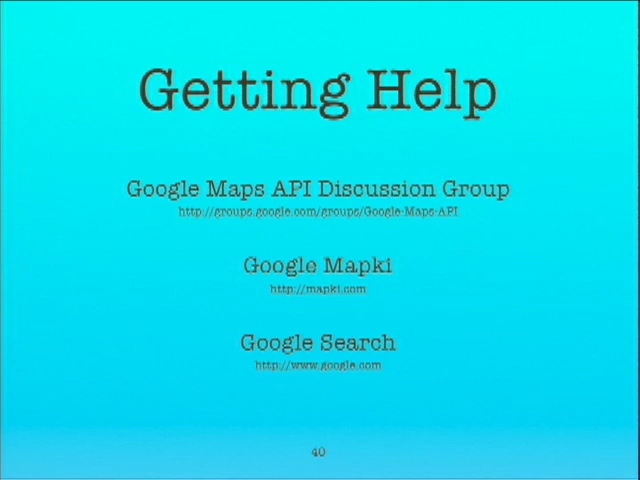 Getting Help
Google Maps API Discussion Group
http://groups.google.com/groups/Google-Maps-API
Google Mapki
http://mapki.com
Google Search
http://www.google.com
40